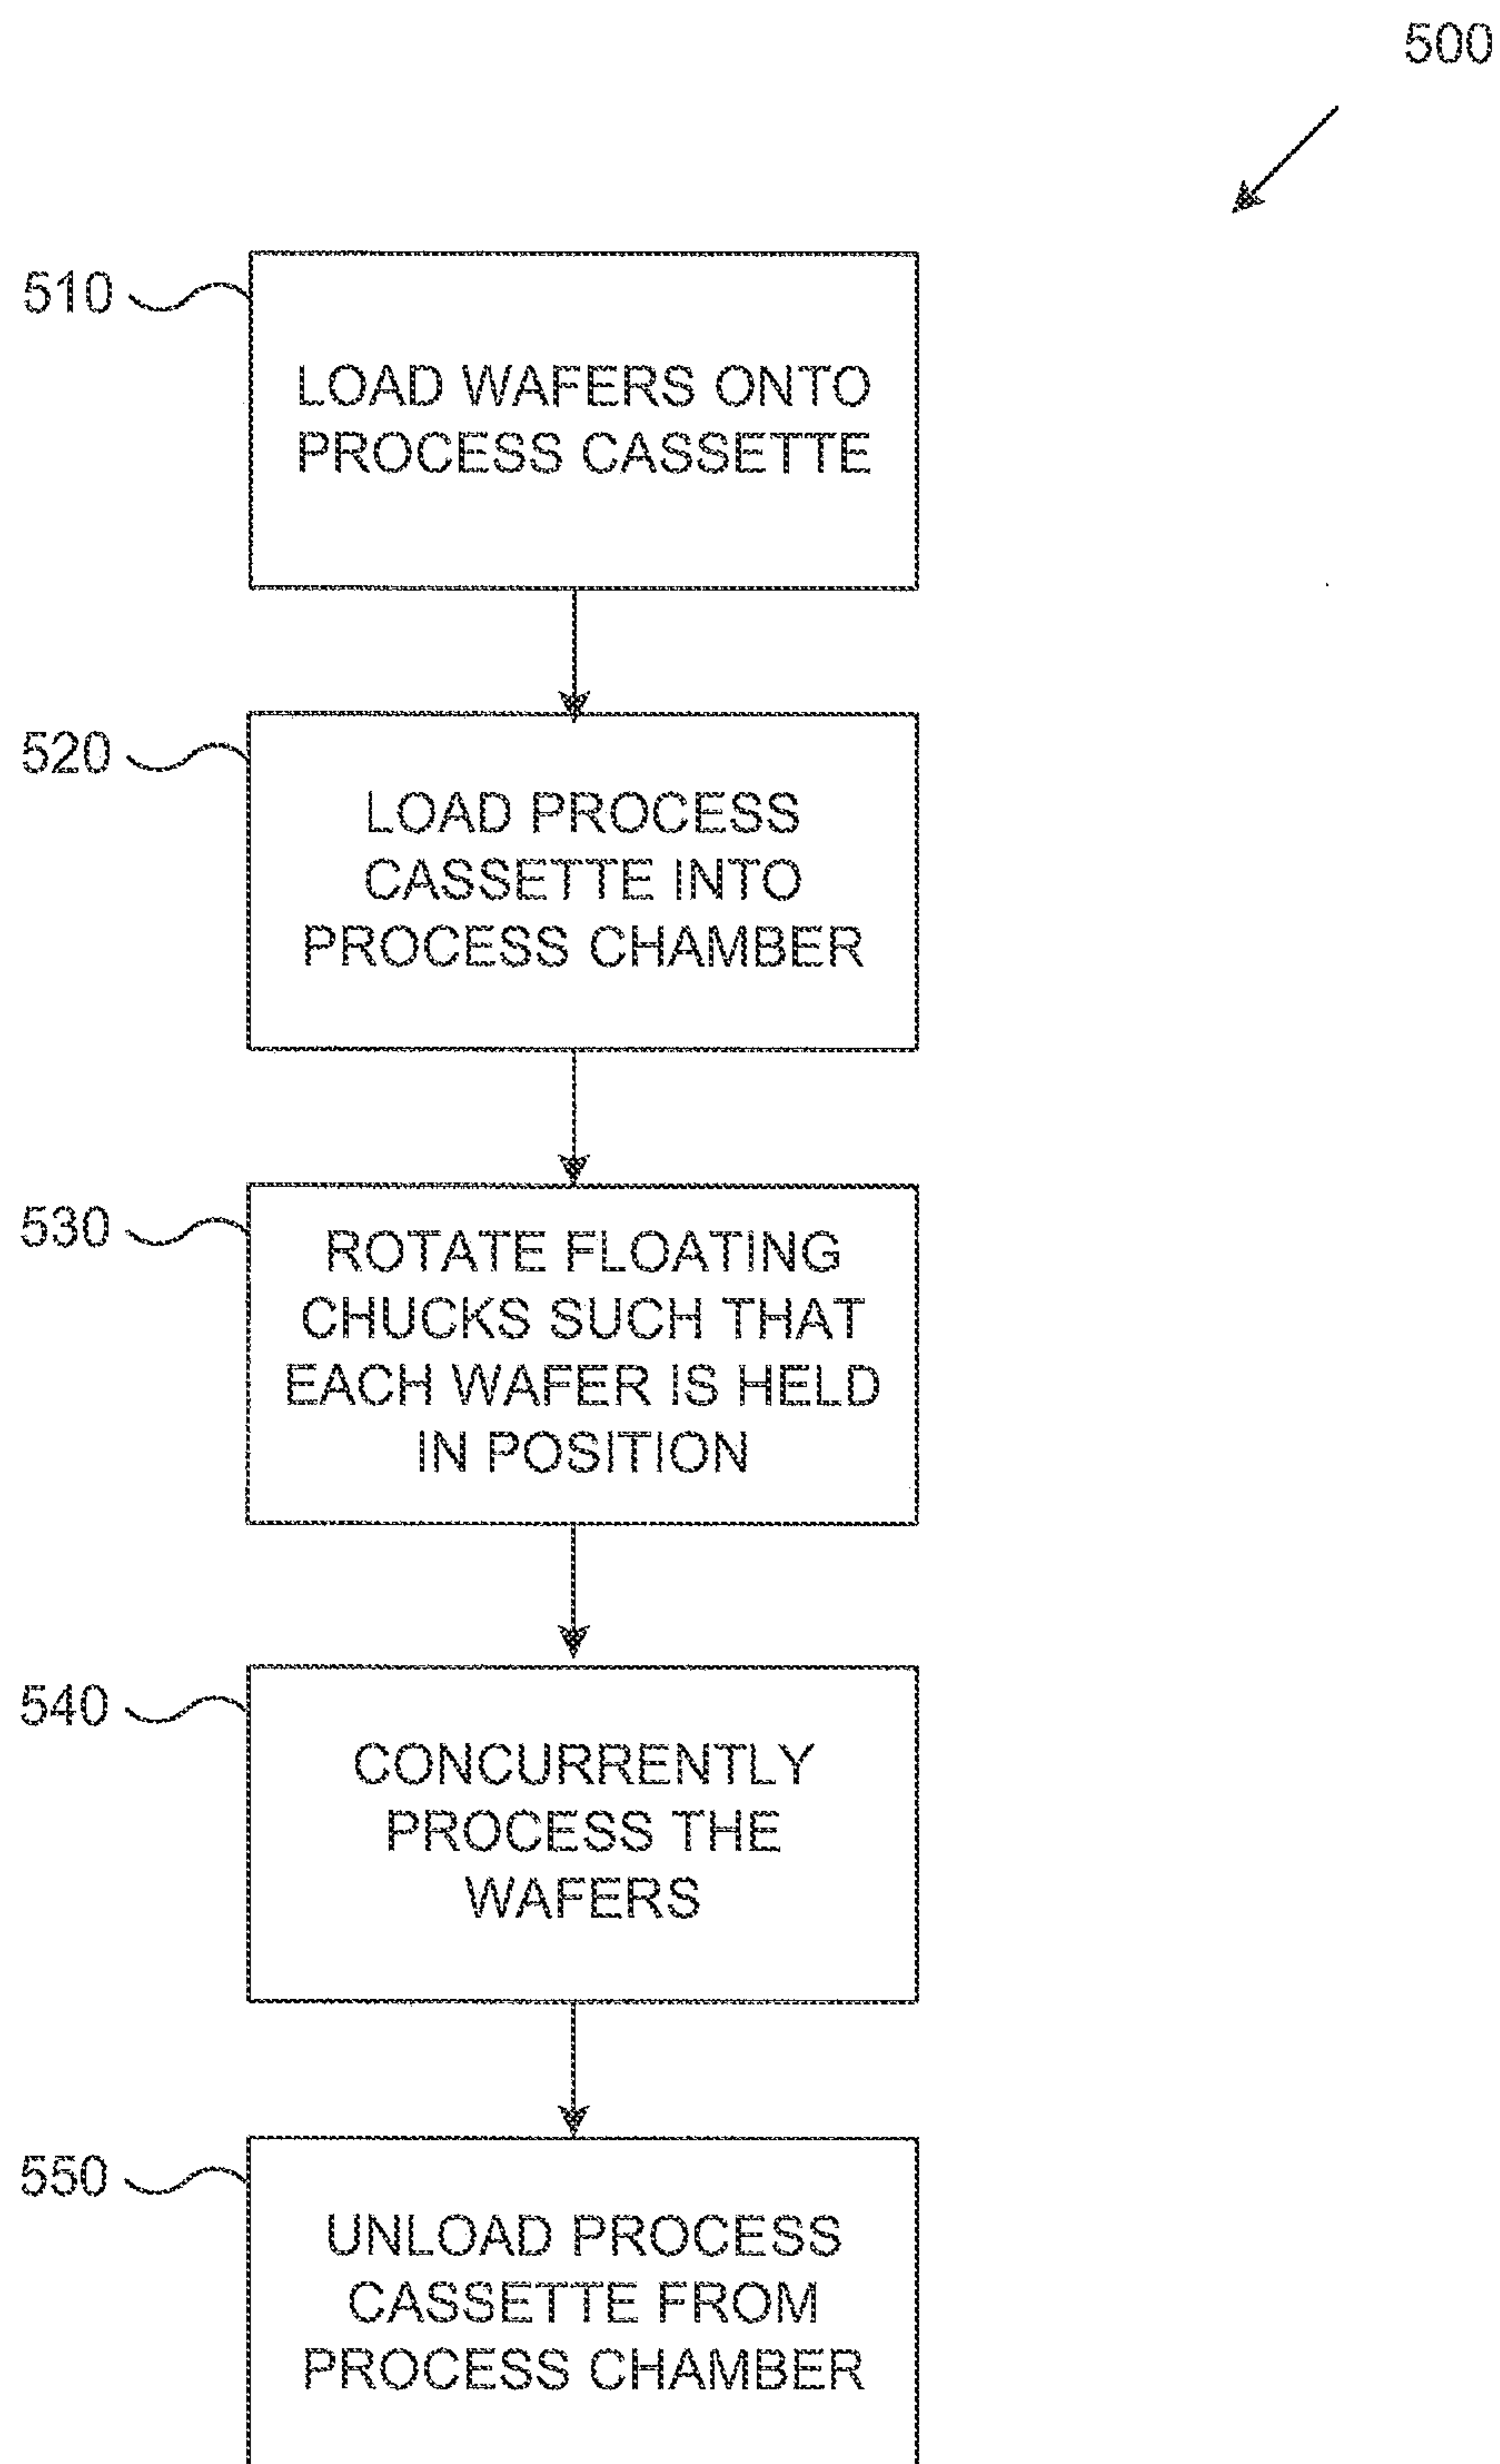 500
510
LOAD WAFERS ONTO
PROCESS CASSETTE
520
LOAD PROCESS
CASSETTE INTO
PROCESS CHAMBER
530
ROTATE FLOATING
CHUCKS SUCH THAT
EACH WAFER IS HELD
IN POSITION
540
CONCURRENTLY
PROCESS THE
WAFERS
550
UNLOAD PROCESS
CASSETTE FROM
PROCESS CHAMBER